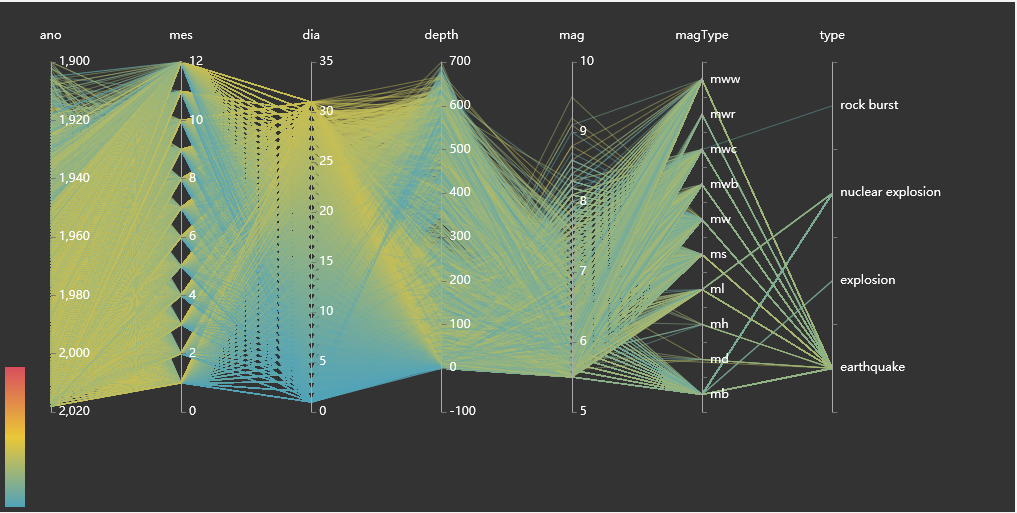 ano mes dia depth mag magType type
1,900 12 35 700 10
mww
600 rock burst
30
9
1,920 10 mwr
500
25 mwc
1,940 8 400 mwb nuclear explosion
20 8
mw
1,960 6 300
ms
15 7
200 explosion
1,980 4 ml
10
100 mh
6
2,000 2
5 md
0 earthquake
mb
2,020 0 0 -100 5